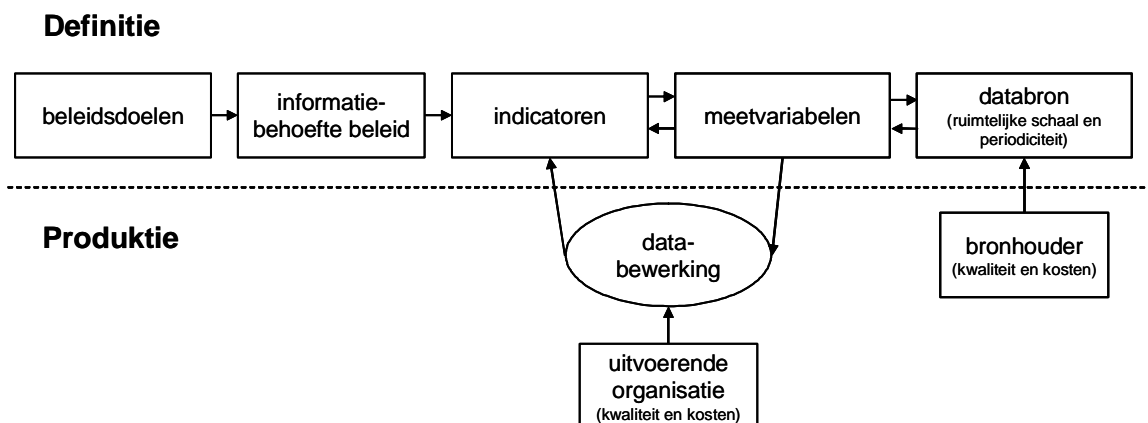 Definitie
beleidsdoelen
informatie-
behoefte beleid
indicatoren
meetvariabelen
databron
(ruimtelijke schaal en
periodiciteit)
Produktie
data-
bewerking
bronhouder
(kwaliteit en kosten)
uitvoerende
organisatie
(kwaliteit en kosten)